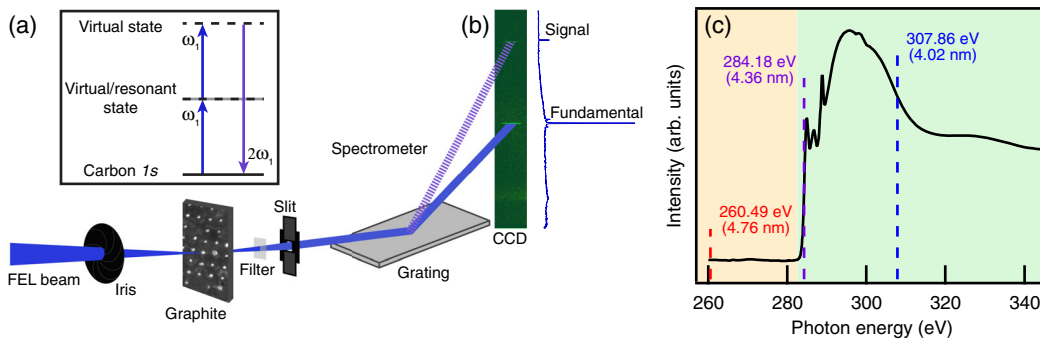 (a)
Virtual state
ω1
Virtual/resonant
state
ω1
2ω1
Carbon 1s
FEL beam
Iris
Graphite
Filter
Slit
Spectrometer
Grating
(b)
CCD
Signal
Fundamental
(c)
Intensity (arb. units)
284.18 eV
(4.36 nm)
307.86 eV
(4.02 nm)
260.49 eV
(4.76 nm)
260
280
300
320
340
Photon energy (eV)